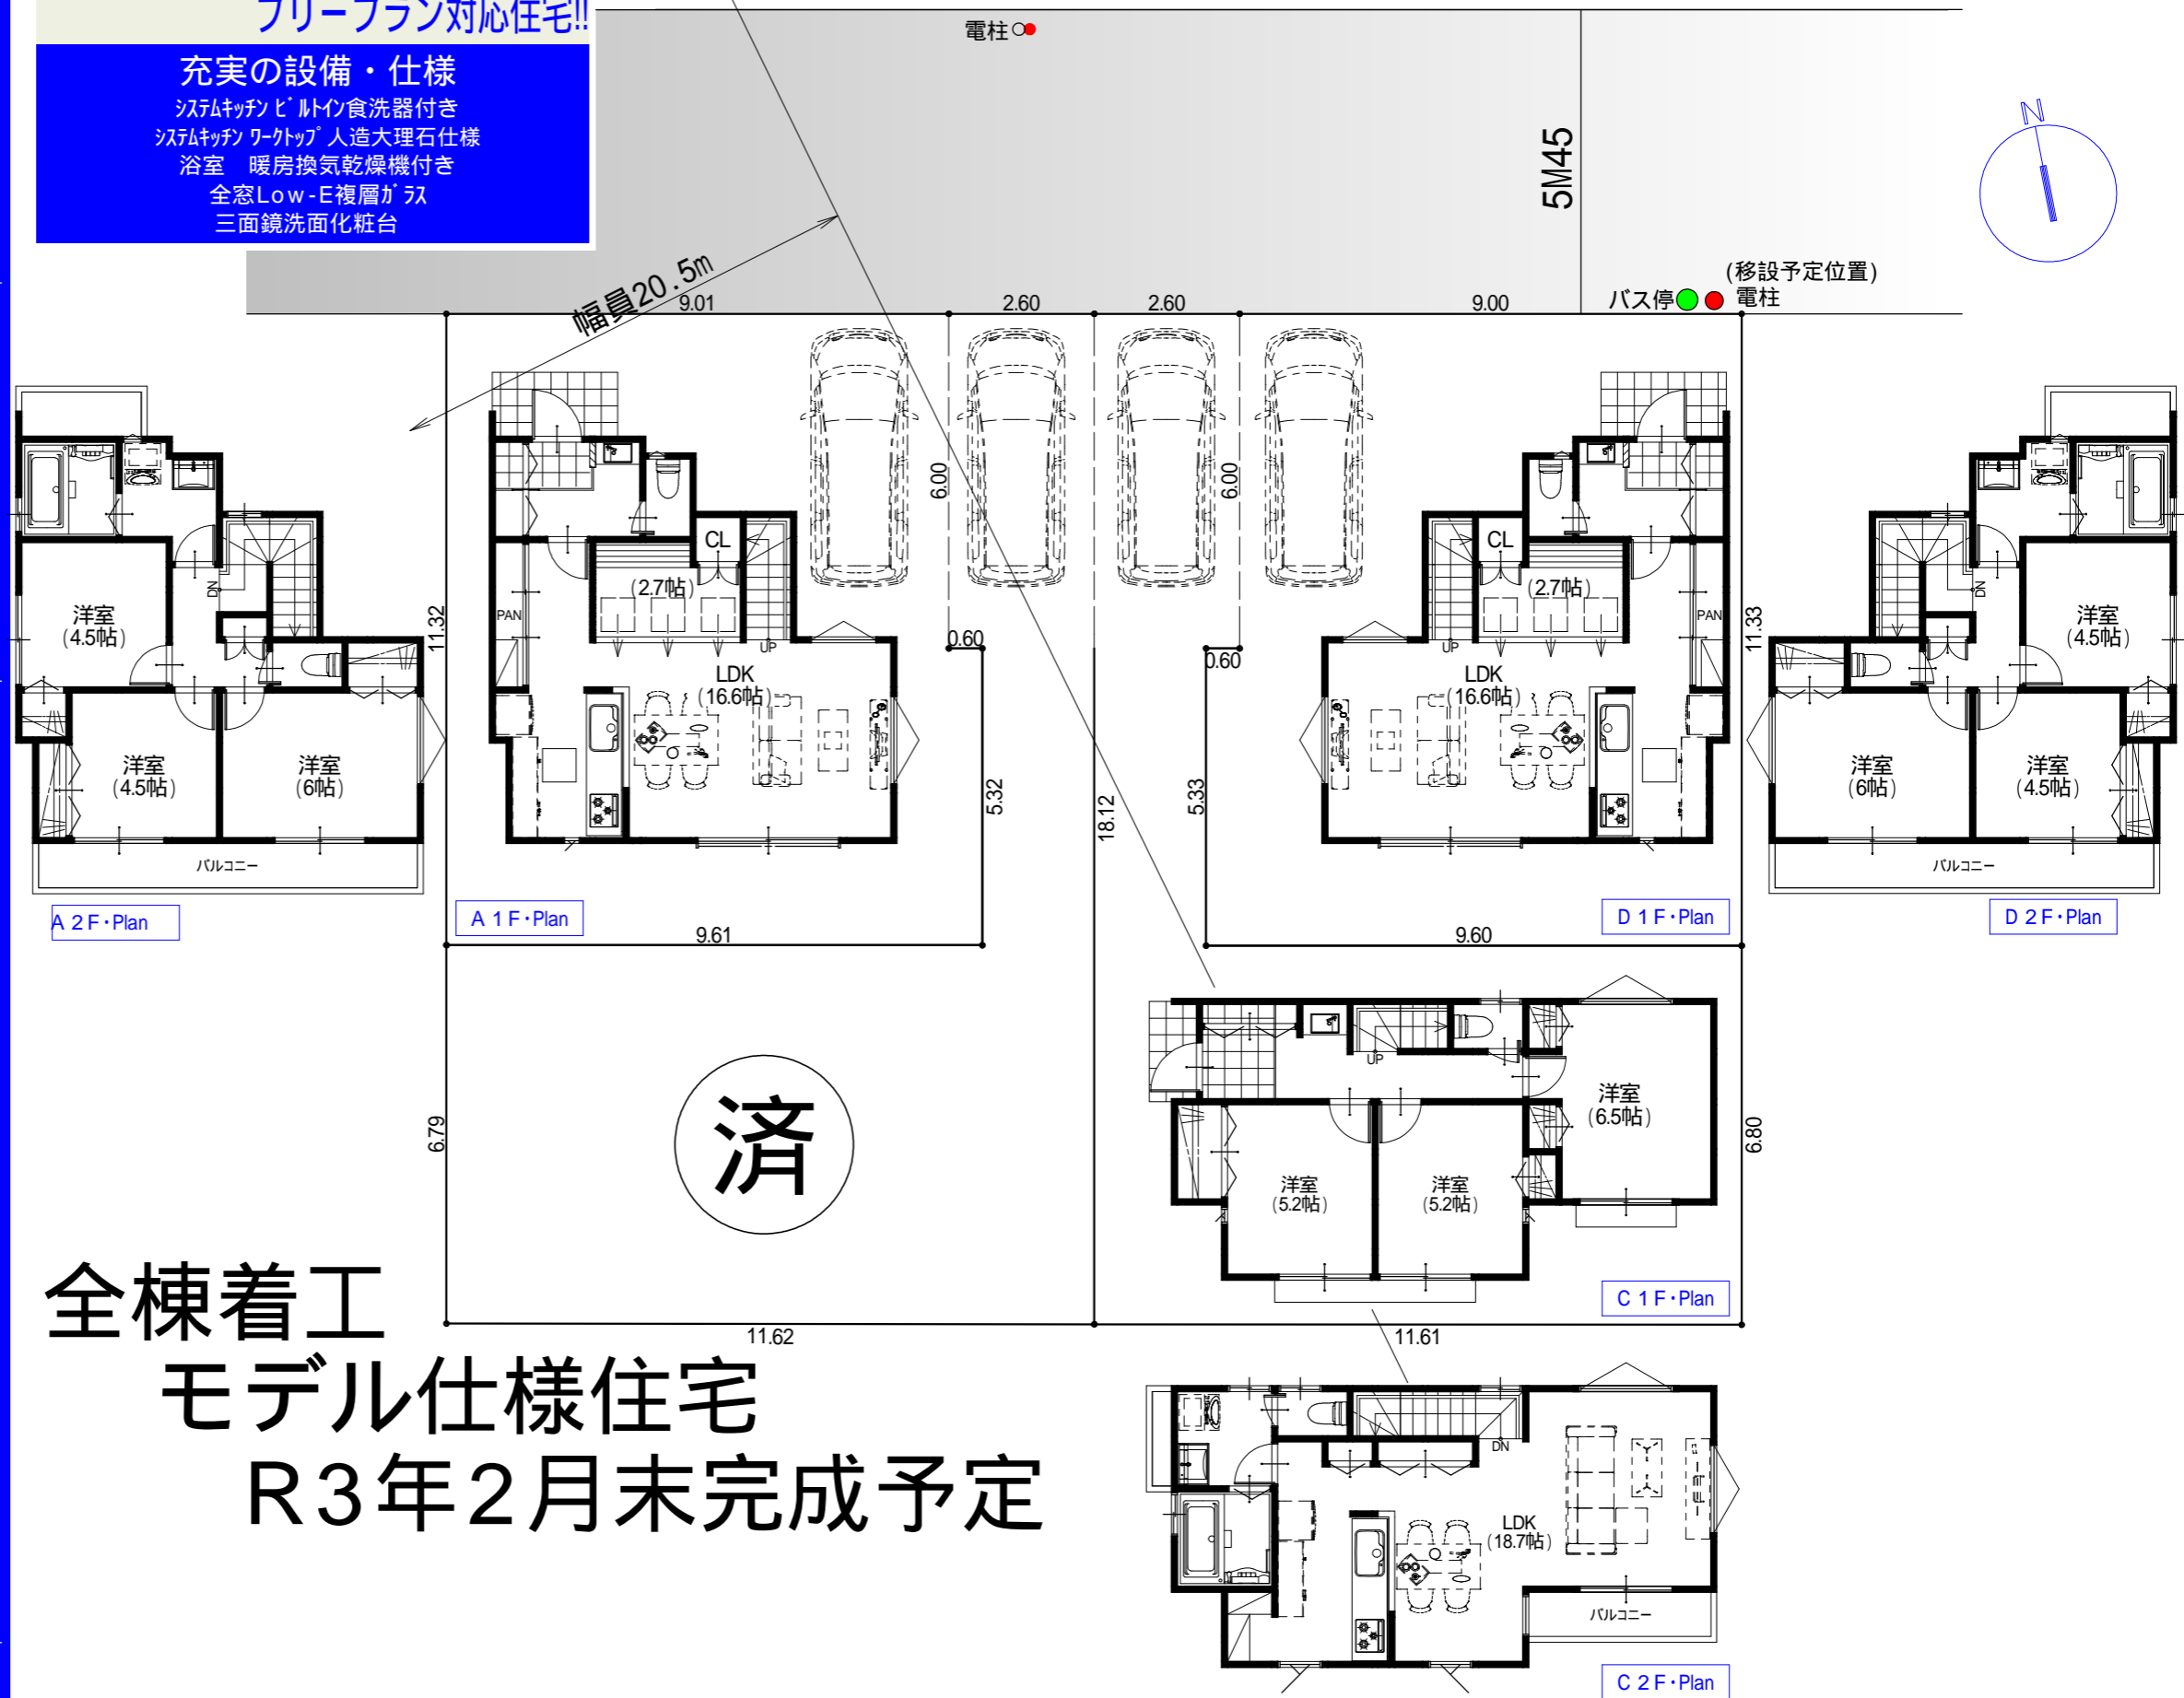 フリープラン対応住宅!!
充実の設備・仕様
ｼｽﾃﾑｷｯﾁﾝ ﾋﾞﾙﾄｲﾝ食洗器付き
ｼｽﾃﾑｷｯﾁﾝ ﾜｰｸﾄｯﾌﾟ人造大理石仕様
浴室　暖房換気乾燥機付き
全窓Low-E複層ｶﾞﾗｽ
三面鏡洗面化粧台
電柱
5M45
N
幅員20.5m
(移設予定位置)
バス停 電柱
9.01
2.60
2.60
9.00
6.00
6.00
11.32
11.33
0.60
0.60
5.32
5.33
18.12
9.61
9.60
6.79
6.80
11.62
11.61
洋室
(4.5帖)
DN
洋室
(4.5帖)
洋室
(6帖)
バルコニー
A 2F・Plan
CL
(2.7帖)
PAN
UP
LDK
(16.6帖)
A 1F・Plan
CL
(2.7帖)
PAN
UP
LDK
(16.6帖)
D 1F・Plan
DN
洋室
(4.5帖)
洋室
(6帖)
洋室
(4.5帖)
バルコニー
D 2F・Plan
済
UP
洋室
(6.5帖)
洋室
(5.2帖)
洋室
(5.2帖)
C 1F・Plan
全棟着工
モデル仕様住宅
R3年2月末完成予定
DN
LDK
(18.7帖)
バルコニー
C 2F・Plan